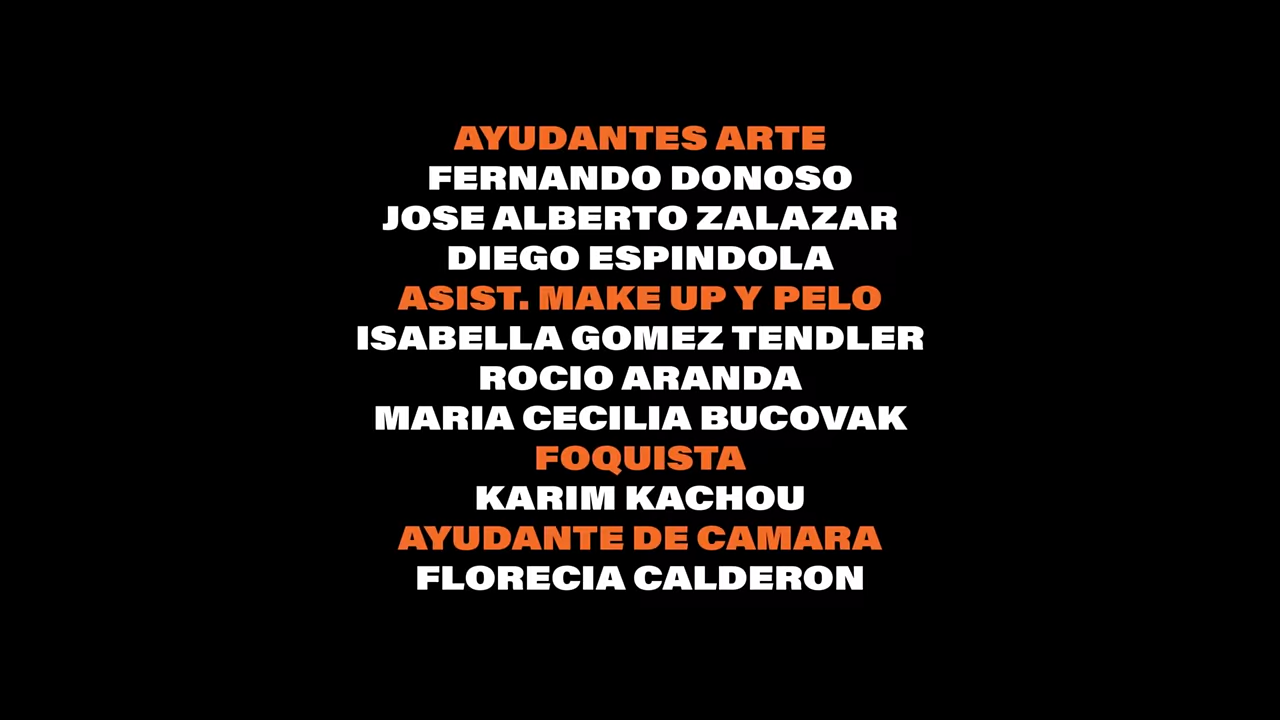 AYUDANTES ARTE
FERNANDO DONOSO
JOSE ALBERTO ZALAZAR
DIEGO ESPINDOLA
ASIST. MAKE UP Y PELO
ISABELLA GOMEZ TENDLER
ROCIO ARANDA
MARIA CECILIA BUCOVAK
FOQUISTA
KARIM KACHOU
AYUDANTE DE CAMARA
FLORECIA CALDERON